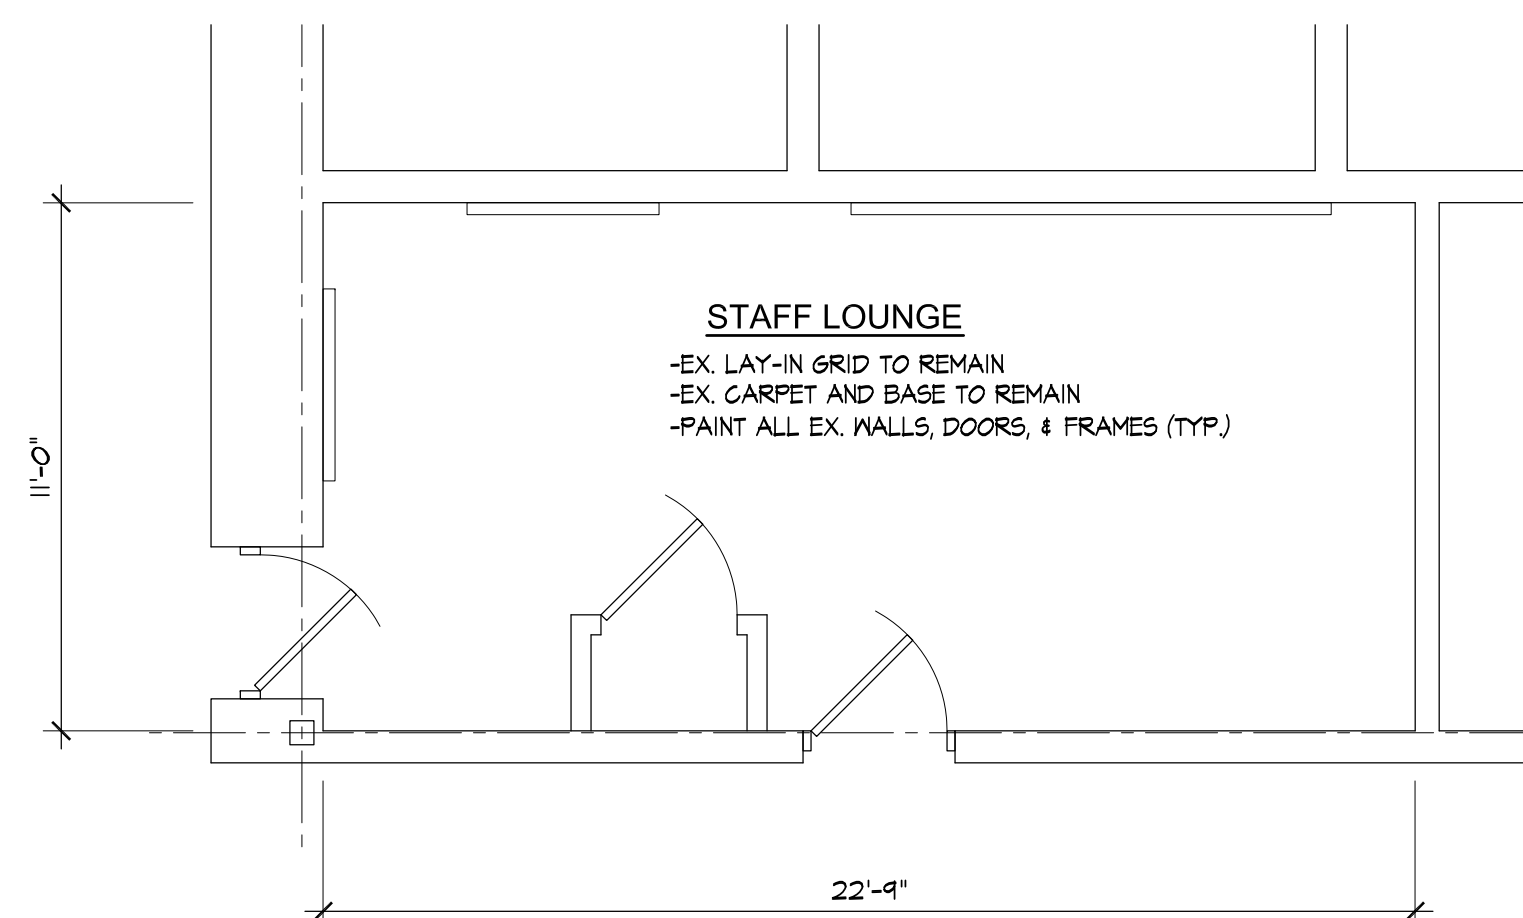 STAFF LOUNGE
-EX. LAY-IN GRID TO REMAIN
-EX. CARPET AND BASE TO REMAIN
-PAINT ALL EX. WALLS, DOORS, & FRAMES (TYP.)
11'-0"
22'-9"